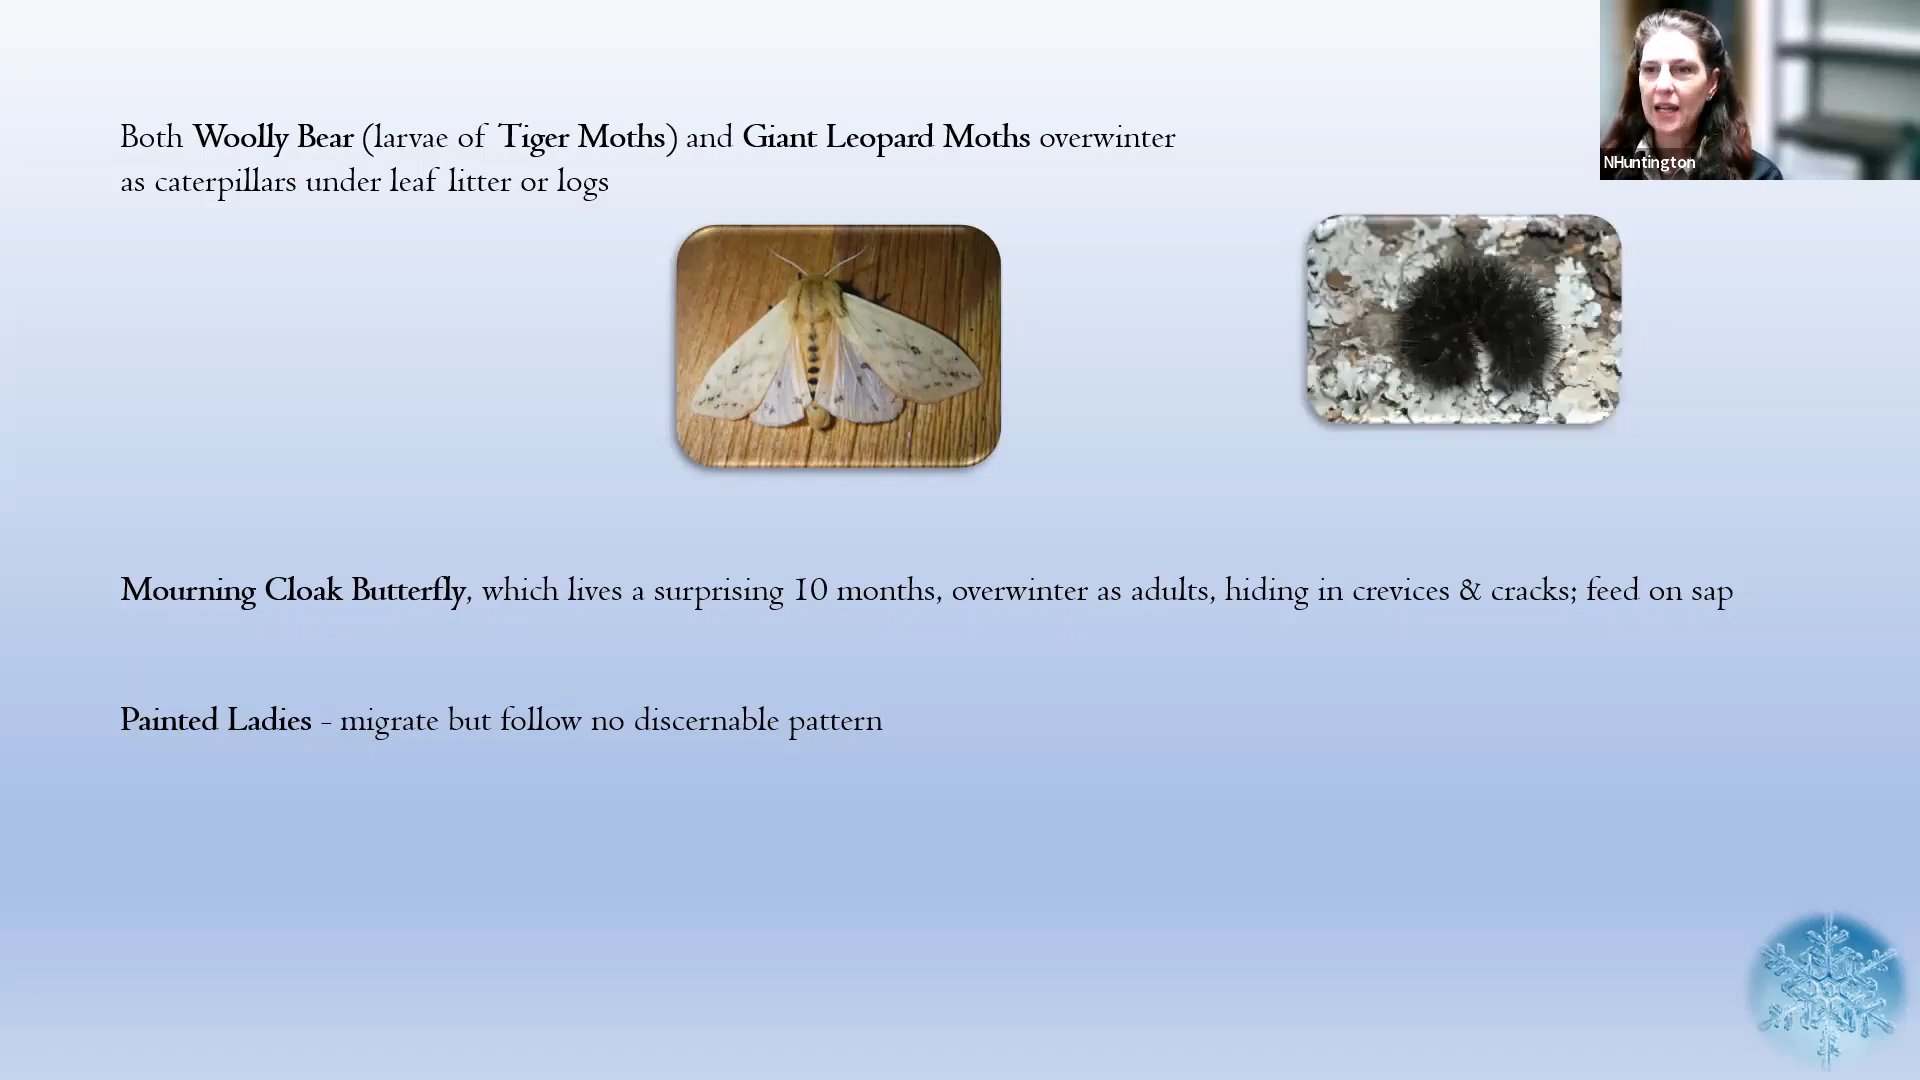 Both Woolly Bear (larvae of Tiger Moths) and Giant Leopard Moths overwinter
as caterpillars under leaf litter or logs
NHuntington
Mourning Cloak Butterfly, which lives a surprising 10 months, overwinter as adults, hiding in crevices & cracks; feed on sap
Painted Ladies - migrate but follow no discernable pattern